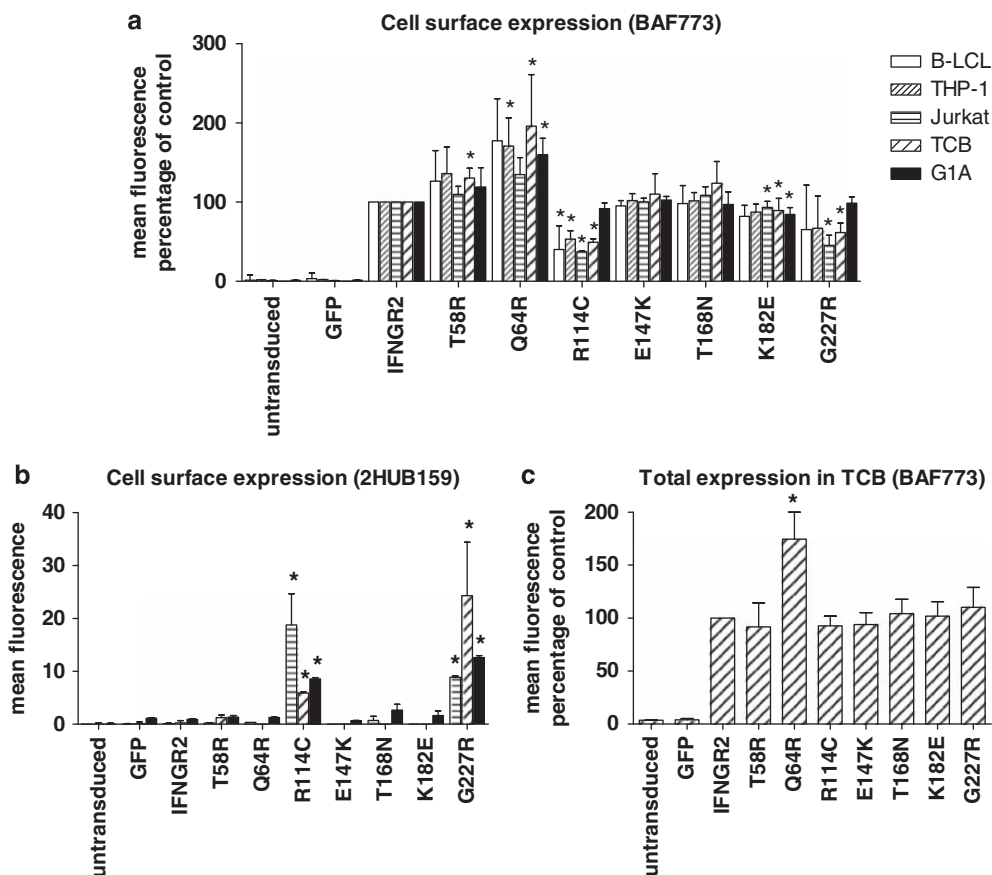 a
Cell surface expression (BAF773)
mean fluorescence
percentage of control
300
200
100
0
* * * * * * * * * * * * * *
untransduced
GFP
IFNGR2
T58R
Q64R
R114C
E147K
T168N
K182E
G227R
B-LCL
THP-1
Jurkat
TCB
G1A
b
Cell surface expression (2HUB159)
mean fluorescence
40
30
20
10
0
* * * * * *
untransduced
GFP
IFNGR2
T58R
Q64R
R114C
E147K
T168N
K182E
G227R
c
Total expression in TCB (BAF773)
mean fluorescence
percentage of control
200
150
100
50
0
*
untransduced
GFP
IFNGR2
T58R
Q64R
R114C
E147K
T168N
K182E
G227R